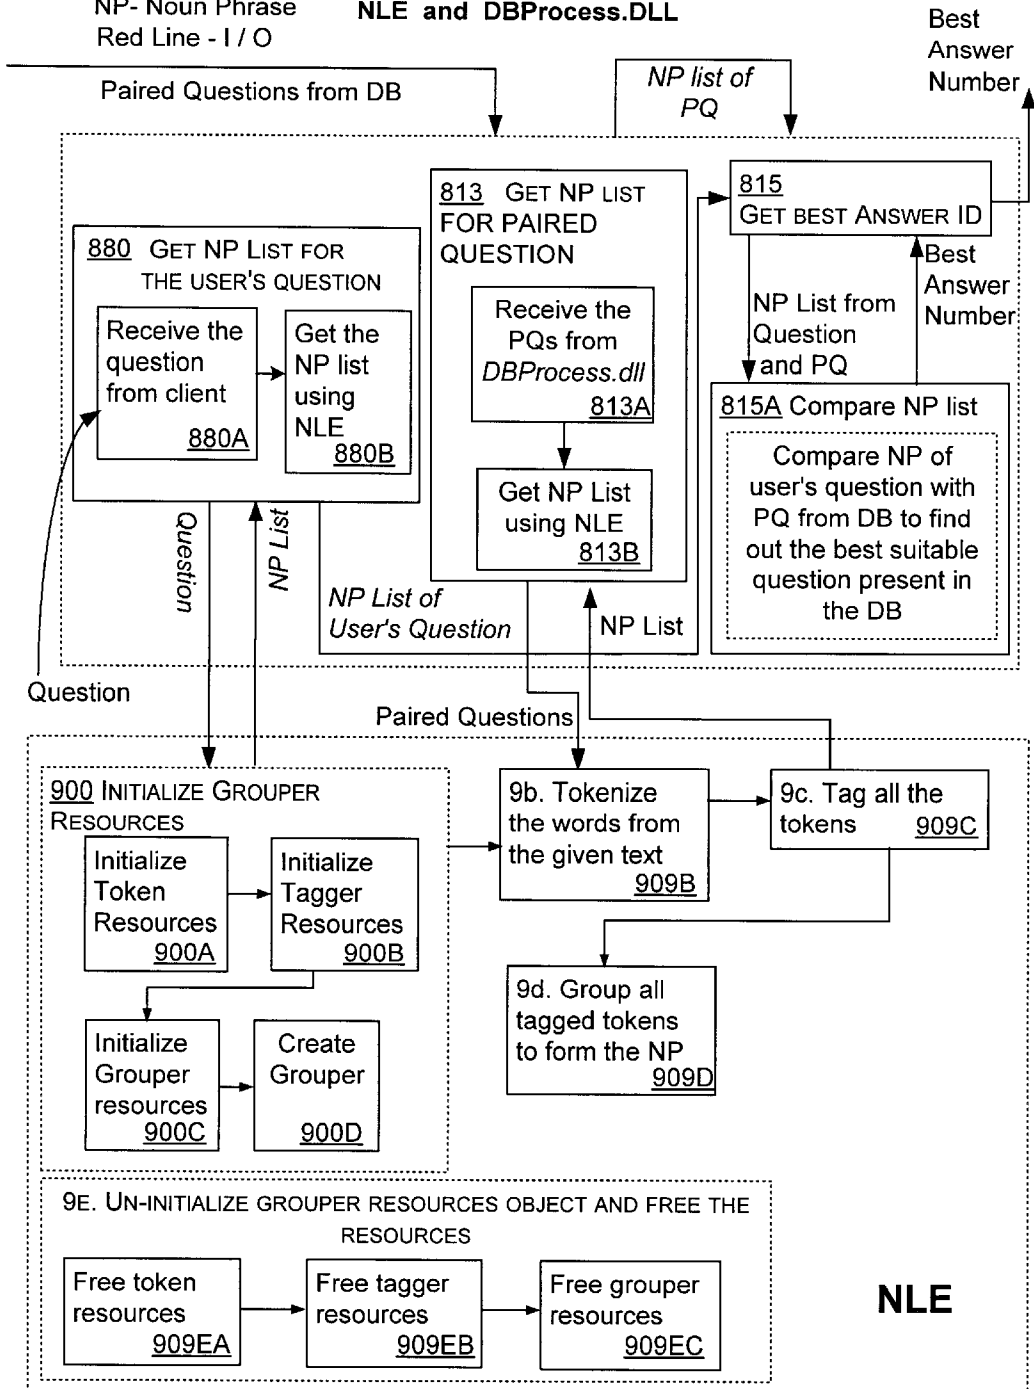 NP- Noun Phrase
NLE and DBProcess.DLL
Red Line - I / O
Best
Answer
Number
Paired Questions from DB
NP list of
PQ
880 GET NP LIST FOR
THE USER'S QUESTION
Receive the
question
from client
880A
Get the
NP list
using
NLE
880B
813 GET NP LIST
FOR PAIRED
QUESTION
Receive the
PQs from
DBProcess.dll
813A
Get NP List
using NLE
813B
815
GET BEST ANSWER ID
NP List from
Question
and PQ
Best
Answer
Number
815A Compare NP list
Compare NP of
user's question with
PQ from DB to find
out the best suitable
question present in
the DB
Question
NP List
NP List of
User's Question
NP List
Question
Paired Questions
900 INITIALIZE GROUPER
RESOURCES
Initialize
Token
Resources
900A
Initialize
Tagger
Resources
900B
Initialize
Grouper
resources
900C
Create
Grouper
900D
9b. Tokenize
the words from
the given text
909B
9c. Tag all the
tokens 909C
9d. Group all
tagged tokens
to form the NP
909D
9E. UN-INITIALIZE GROUPER RESOURCES OBJECT AND FREE THE
RESOURCES
Free token
resources
909EA
Free tagger
resources
909EB
Free grouper
resources
909EC
NLE